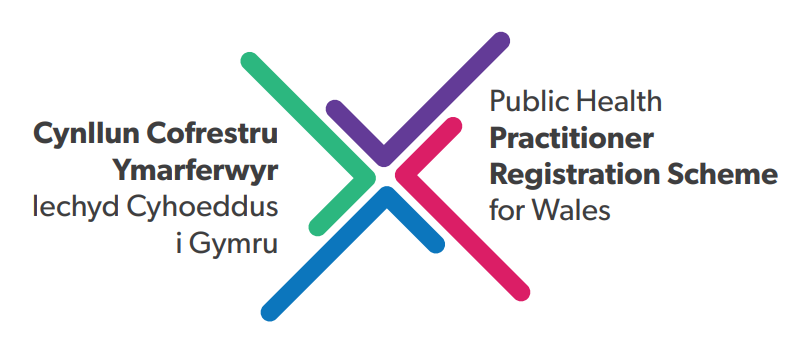 Cynllun Cofrestru
Ymarferwyr
Iechyd Cyhoeddus
i Gymru
Public Health
Practitioner
Registration Scheme
for Wales